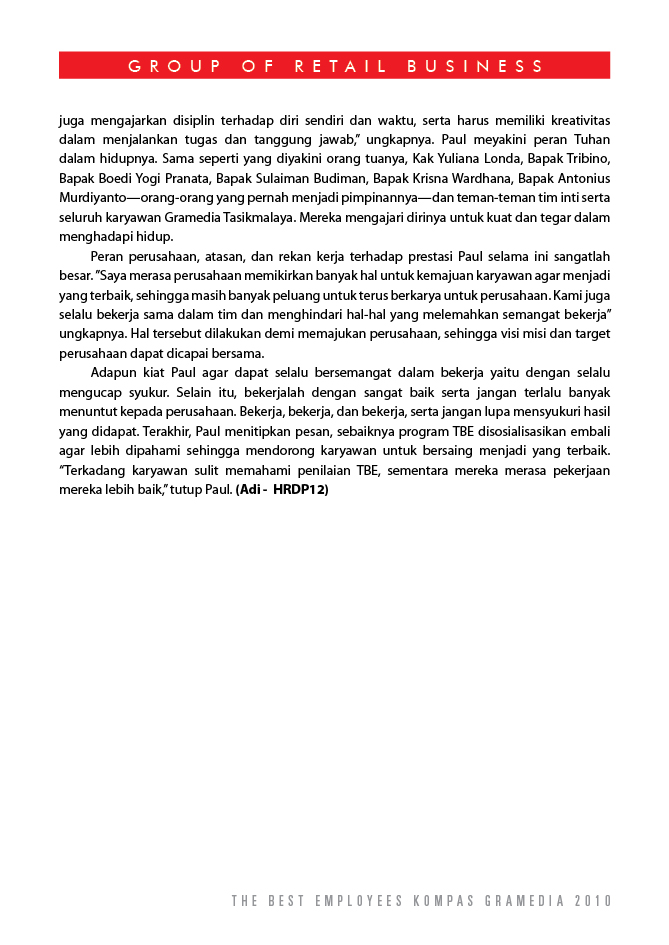 GROUP OF RETAIL BUSINESS
juga mengajarkan disiplin terhadap diri sendiri dan waktu, serta harus memiliki kreativitas
dalam menjalankan tugas dan tanggung jawab,” ungkapnya. Paul meyakini peran Tuhan
dalam hidupnya. Sama seperti yang diyakini orang tuanya, Kak Yuliana Londa, Bapak Tribino,
Bapak Boedi Yogi Pranata, Bapak Sulaiman Budiman, Bapak Krisna Wardhana, Bapak Antonius
Murdiyanto—orang-orang yang pernah menjadi pimpinannya—dan teman-teman tim inti serta
seluruh karyawan Gramedia Tasikmalaya. Mereka mengajari dirinya untuk kuat dan tegar dalam
menghadapi hidup.
Peran perusahaan, atasan, dan rekan kerja terhadap prestasi Paul selama ini sangatlah
besar. ”Saya merasa perusahaan memikirkan banyak hal untuk kemajuan karyawan agar menjadi
yang terbaik, sehingga masih banyak peluang untuk terus berkarya untuk perusahaan. Kami juga
selalu bekerja sama dalam tim dan menghindari hal-hal yang melemahkan semangat bekerja”
ungkapnya. Hal tersebut dilakukan demi memajukan perusahaan, sehingga visi misi dan target
perusahaan dapat dicapai bersama.
Adapun kiat Paul agar dapat selalu bersemangat dalam bekerja yaitu dengan selalu
mengucap syukur. Selain itu, bekerjalah dengan sangat baik serta jangan terlalu banyak
menuntut kepada perusahaan. Bekerja, bekerja, dan bekerja, serta jangan lupa mensyukuri hasil
yang didapat. Terakhir, Paul menitipkan pesan, sebaiknya program TBE disosialisasikan embali
agar lebih dipahami sehingga mendorong karyawan untuk bersaing menjadi yang terbaik.
“Terkadang karyawan sulit memahami penilaian TBE, sementara mereka merasa pekerjaan
mereka lebih baik,” tutup Paul. (Adi - HRDP12)
THE BEST EMPLOYEES KOMPAS GRAMEDIA 2010